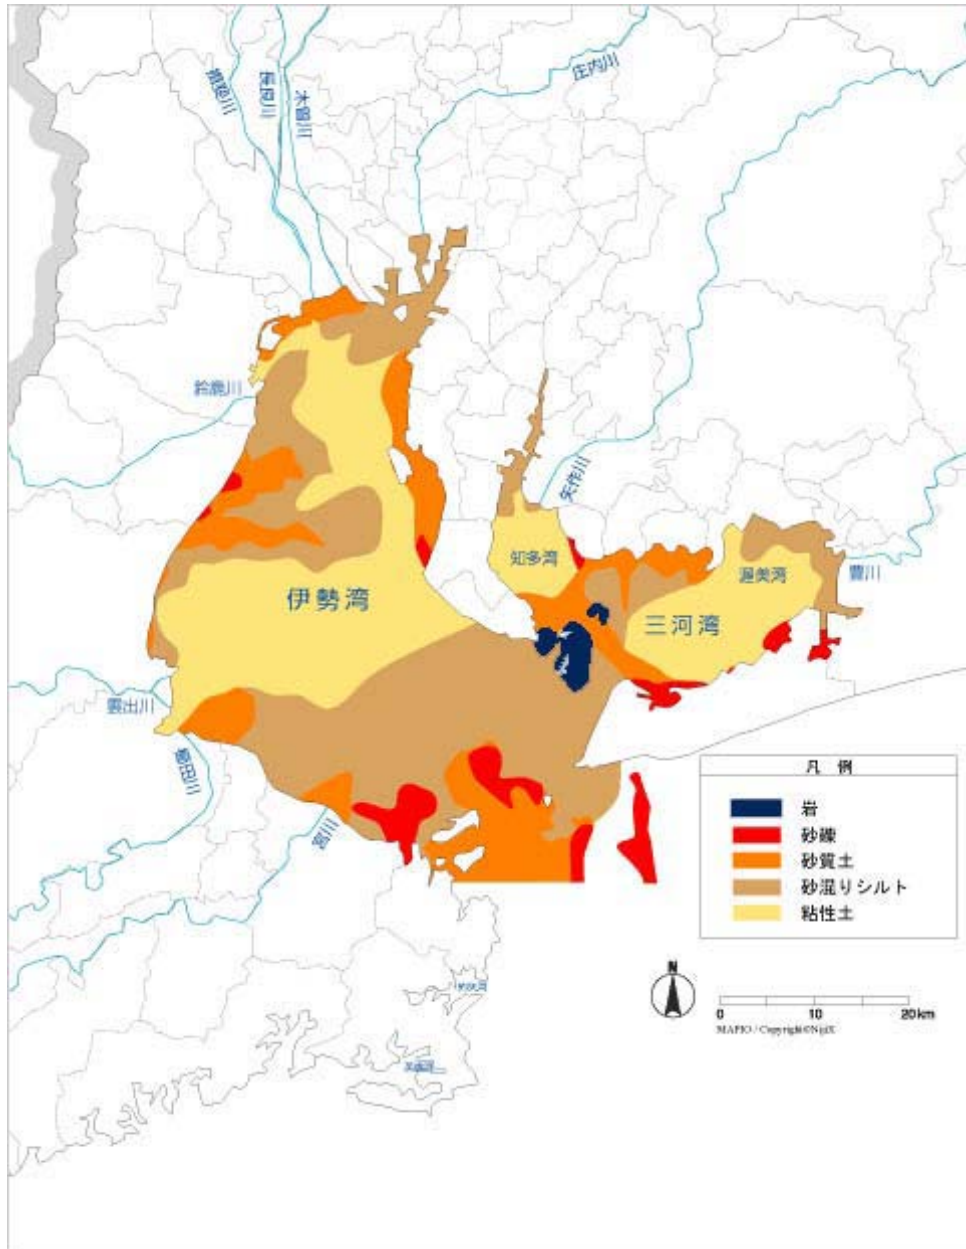 揖斐川
長良川
木曽川
庄内川
鈴鹿川
矢作川
知多湾
渥美湾
豊川
伊勢湾
三河湾
雲出川
櫛田川
宮川
凡 例
岩
砂礫
砂質土
砂混りシルト
粘性土
N
0 10 20km
MAPIO / Copyright©NijiX